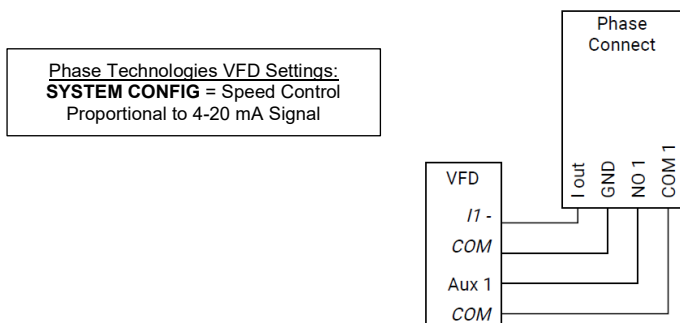 Phase Technologies VFD Settings:
SYSTEM CONFIG = Speed Control
Proportional to 4-20 mA Signal
Phase
Connect
I out
GND
NO 1
COM 1
VFD
I1 -
COM
Aux 1
COM